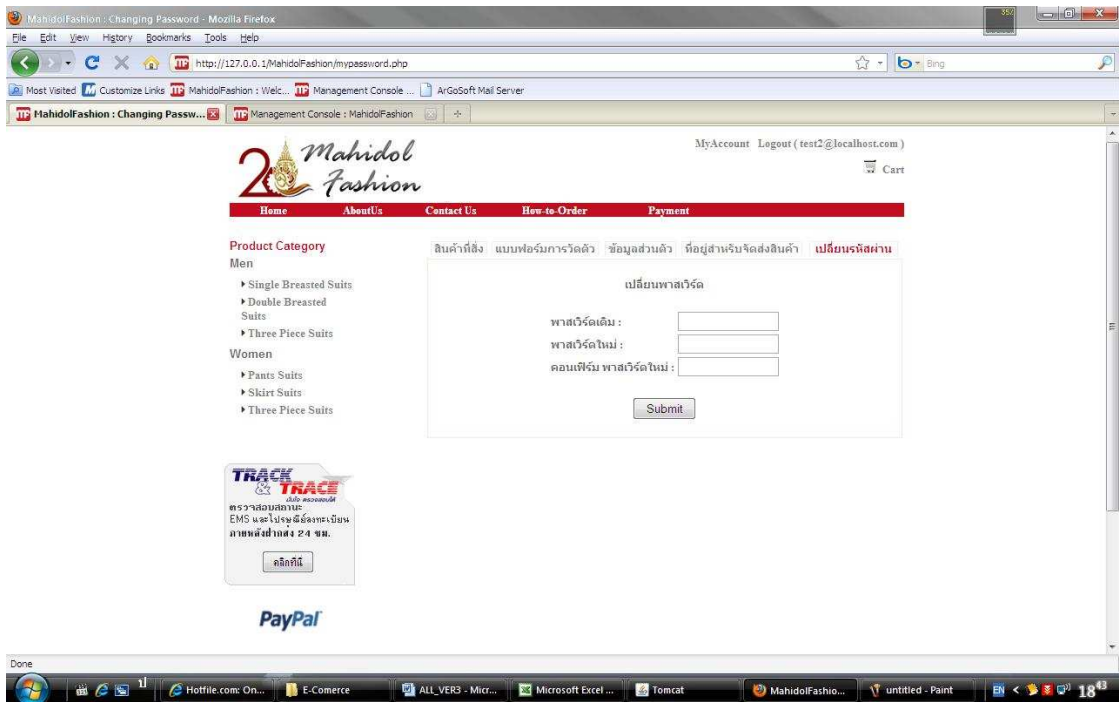 MahidolFashion : Changing Password - Mozilla Firefox
35%
File Edit View History Bookmarks Tools Help
http://127.0.0.1/MahidolFashion/mypassword.php
Bing
Most Visited Customize Links MahidolFashion : Welc... Management Console ... ArGoSoft Mail Server
MahidolFashion : Changing Passw... Management Console : MahidolFashion
20 Mahidol Fashion
MyAccount Logout ( test2@localhost.com )
Cart
Home AboutUs Contact Us How-to-Order Payment
Product Category
Men
Single Breasted Suits
Double Breasted
Suits
Three Piece Suits
Women
Pants Suits
Skirt Suits
Three Piece Suits
สินค้าที่สั่ง แบบฟอร์มการวัดตัว ข้อมูลส่วนตัว ที่อยู่สำหรับจัดส่งสินค้า เปลี่ยนรหัสผ่าน
เปลี่ยนพาสเวิร์ด
พาสเวิร์ดเดิม :
พาสเวิร์ดใหม่ :
คอนเฟิร์ม พาสเวิร์ดใหม่ :
Submit
TRACK
& TRACE
ตรวจสอบสถานะ
EMS และไปรษณีย์ลงทะเบียน
ภายหลังฝากส่ง 24 ชม.
คลิกที่นี่
PayPal
Done
Hotfile.com: On... E-Comerce ALL_VER3 - Micr... Microsoft Excel ... Tomcat MahidolFashio... untitled - Paint EN 18 43